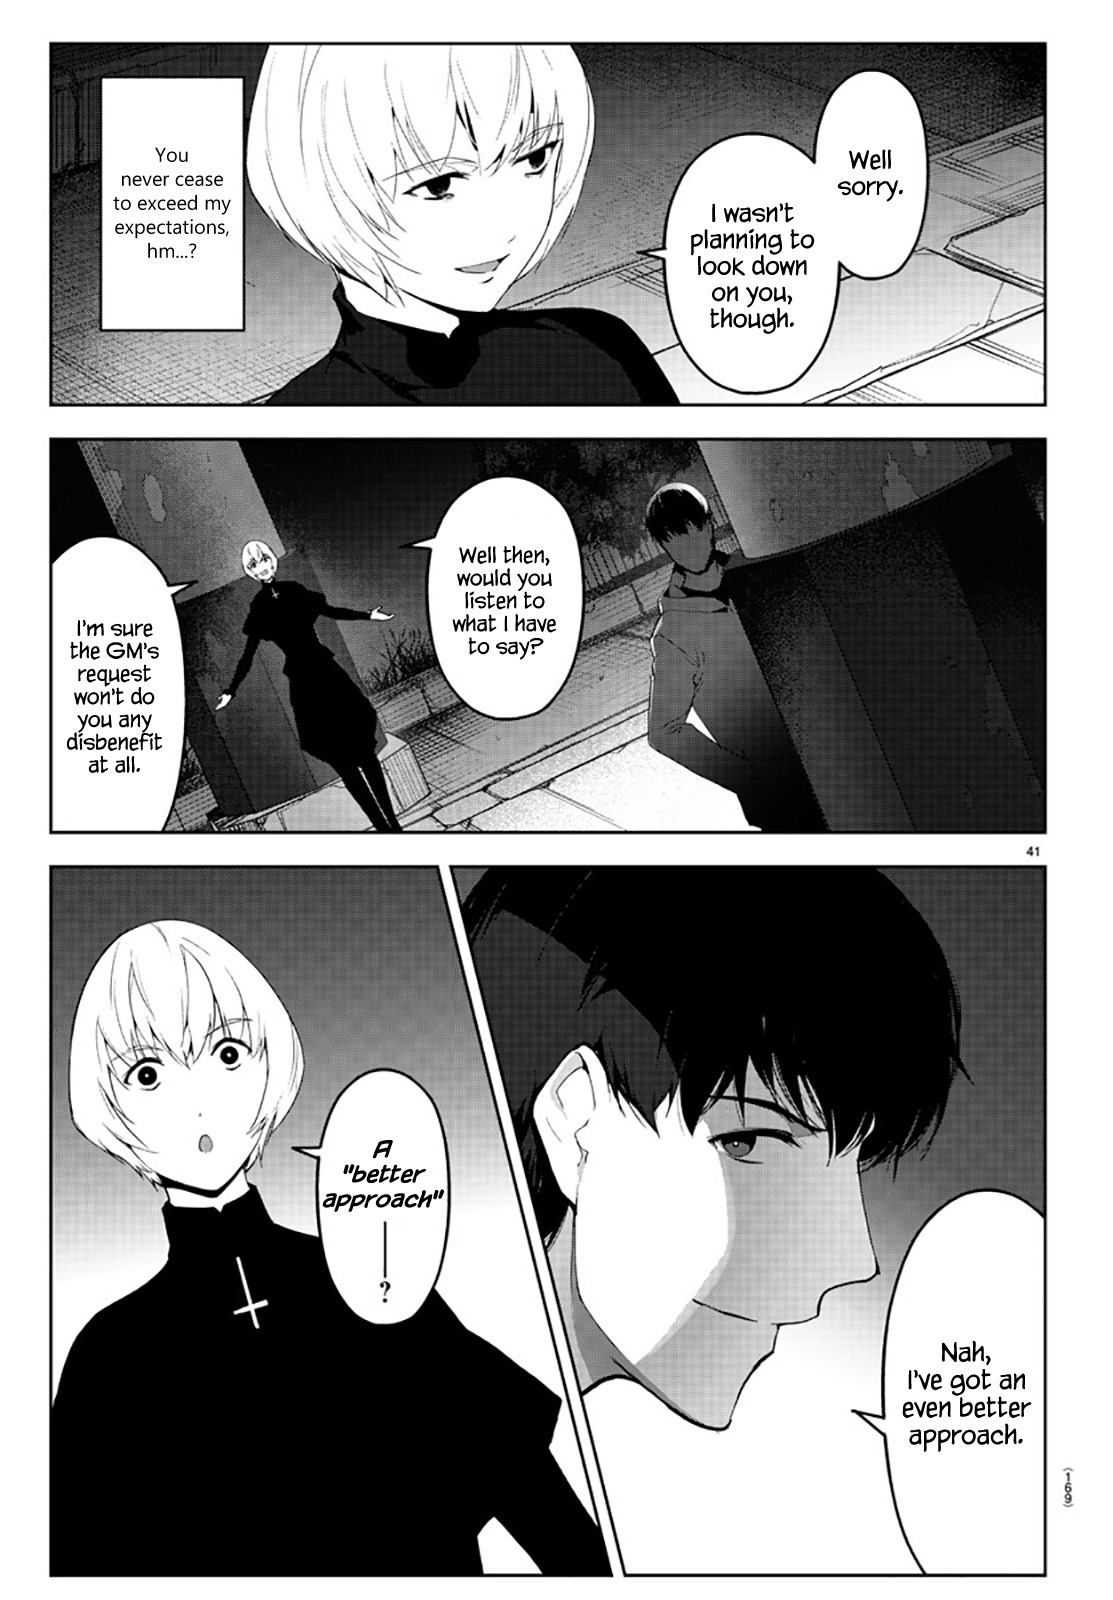 Well
sorry.
I wasn't
planning to
look down
on you,
though.
You
never cease
to exceed my
expectations,
hm...?
Well then,
would you
listen to
what I have
to say?
I'm sure
the GM's
request
won't do
you any
disbenefit
at all.
41
Nah,
I've got an
even better
approach.
A
"better
approach"
—?
(169)